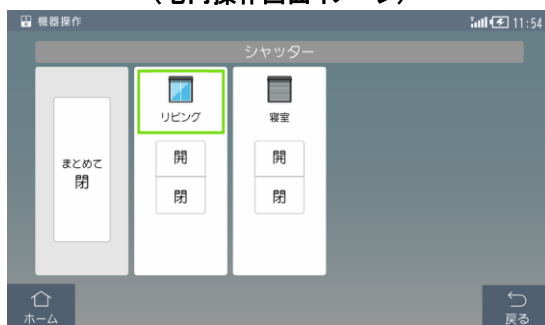 （宅内操作画面イメージ）
機器操作
11:54
シャッター
まとめて
閉
リビング
開
閉
寝室
開
閉
ホーム
戻る